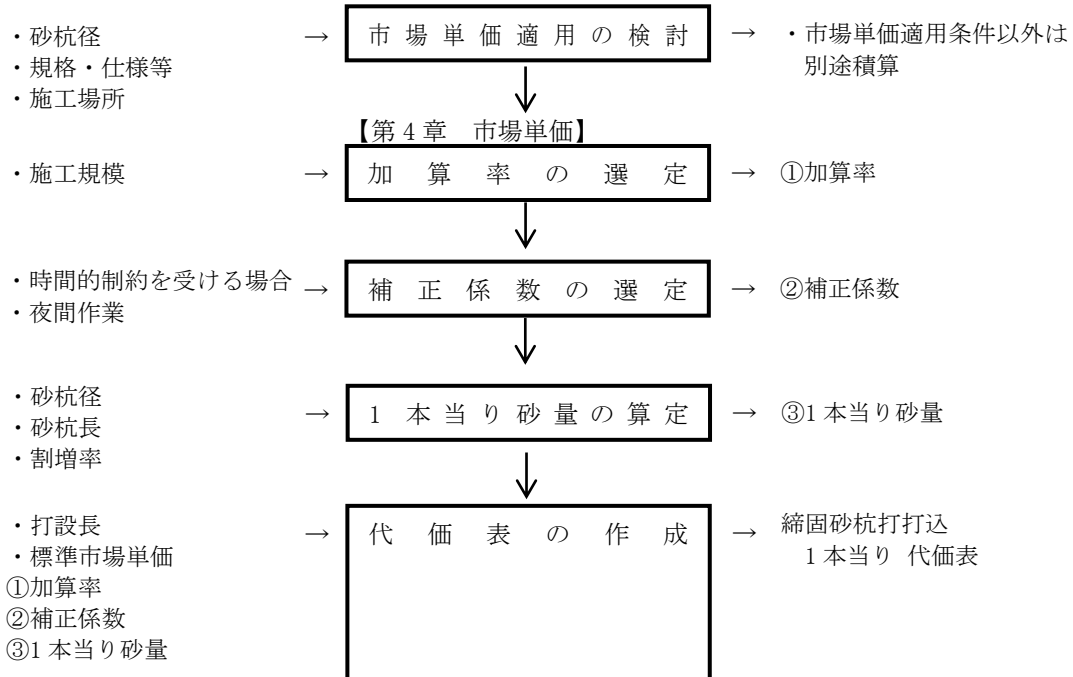 ・砂杭径 → 市場単価適用の検討 → ・市場単価適用条件以外は
・規格・仕様等 別途積算
・施工場所
【第4章 市場単価】
・施工規模 → 加算率の選定 → ①加算率
・時間的制約を受ける場合 → 補正係数の選定 → ②補正係数
・夜間作業
・砂杭径
・砂杭長 → 1本当り砂量の算定 → ③1本当り砂量
・割増率
・打設長 → 代価表の作成 → 締固砂杭打打込
・標準市場単価 1本当り 代価表
①加算率
②補正係数
③1本当り砂量